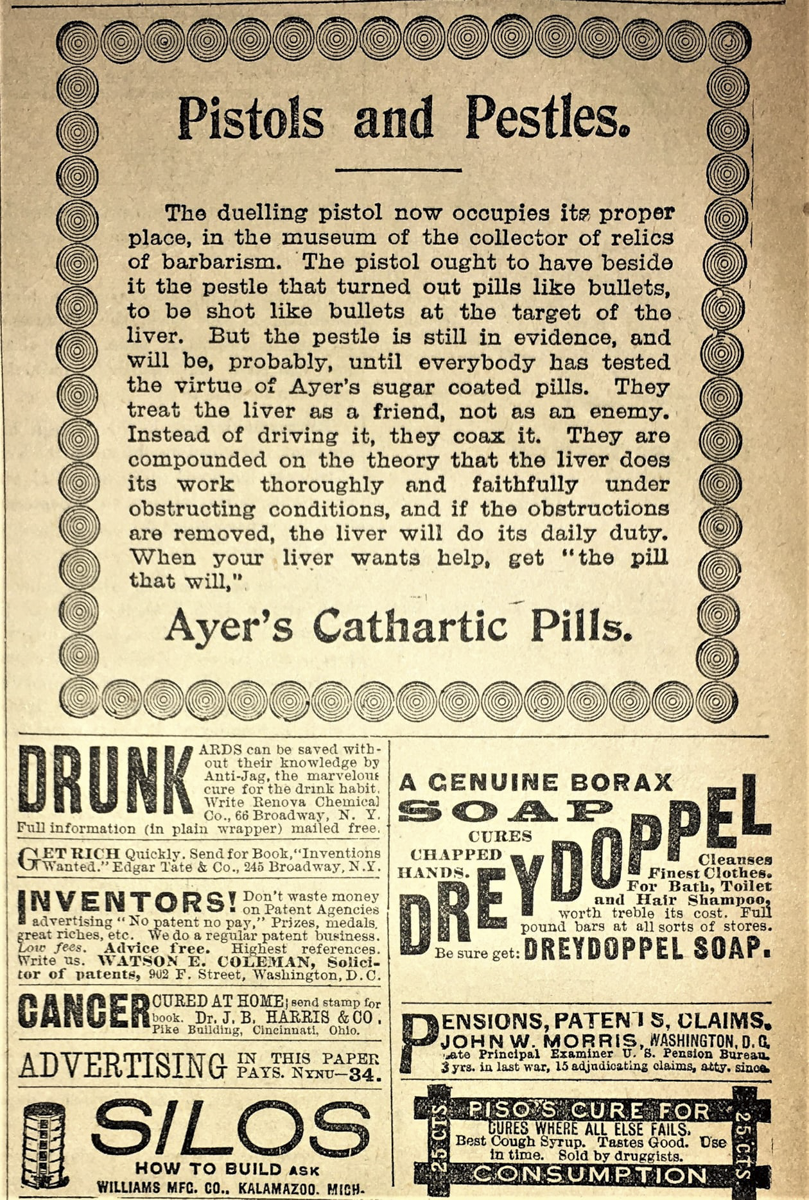 Pistols and Pestles.
The duelling pistol now occupies its proper
place, in the museum of the collector of relics
of barbarism. The pistol ought to have beside
it the pestle that turned out pills like bullets,
to be shot like bullets at the target of the
liver. But the pestle is still in evidence, and
will be, probably, until everybody has tested
the virtue of Ayer's sugar coated pills. They
treat the liver as a friend, not as an enemy.
Instead of driving it, they coax it. They are
compounded on the theory that the liver does
its work thoroughly and faithfully under
obstructing conditions, and if the obstructions
are removed, the liver will do its daily duty.
When your liver wants help, get "the pill
that will,"
Ayer's Cathartic Pills.
DRUNKARDS can be saved with-
out their knowledge by
Anti-Jag, the marvelous
cure for the drink habit.
Write Renova Chemical
Co., 66 Broadway, N. Y.
Full information (in plain wrapper) mailed free.
GET RICH Quickly. Send for Book, "Inventions
Wanted." Edgar Tate & Co., 245 Broadway, N.Y.
INVENTORS! Don't waste money
on Patent Agencies
advertising "No patent no pay," Prizes, medals,
great riches, etc. We do a regular patent business.
Low fees. Advice free. Highest references.
Write us. WATSON E. COLEMAN, Solici-
tor of patents, 902 F. Street, Washington, D. C.
CANCER CURED AT HOME; send stamp for
book. Dr. J. B. HARRIS & CO.,
Pike Building, Cincinnati, Ohio.
ADVERTISING IN THIS PAPER
PAYS. NYNU—34.
SILOS
HOW TO BUILD ASK
WILLIAMS MFG. CO., KALAMAZOO. MICH.
A GENUINE BORAX
SOAP
CURES
CHAPPED
HANDS.
DREYDOPPEL
Cleanses
Finest Clothes.
For Bath, Toilet
and Hair Shampoo,
worth treble its cost. Full
pound bars at all sorts of stores.
Be sure get: DREYDOPPEL SOAP.
PENSIONS, PATENTS, CLAIMS.
JOHN W. MORRIS, WASHINGTON, D.C.
Late Principal Examiner U. S. Pension Bureau.
3 yrs. in last war, 15 adjudicating claims, atty. since.
PISO'S CURE FOR
25 CTS
CURES WHERE ALL ELSE FAILS.
Best Cough Syrup. Tastes Good. Use
in time. Sold by druggists.
25 CTS
CONSUMPTION